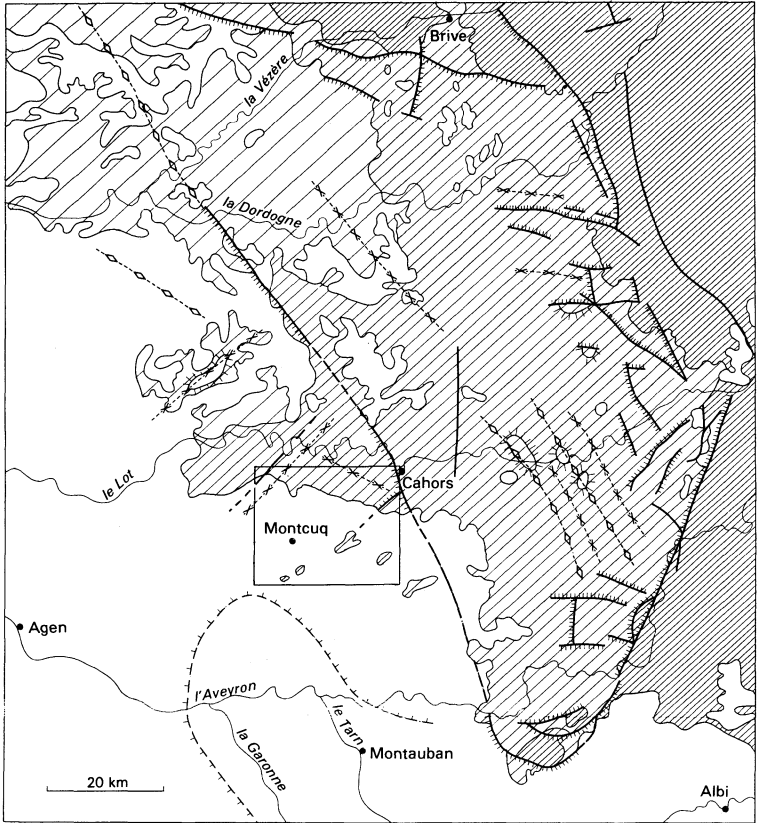 Brive
la Vézère
la Dordogne
le Lot
Cahors
Montcuq
Agen
l'Aveyron
le Tarn
la Garonne
Montauban
20 km
Albi